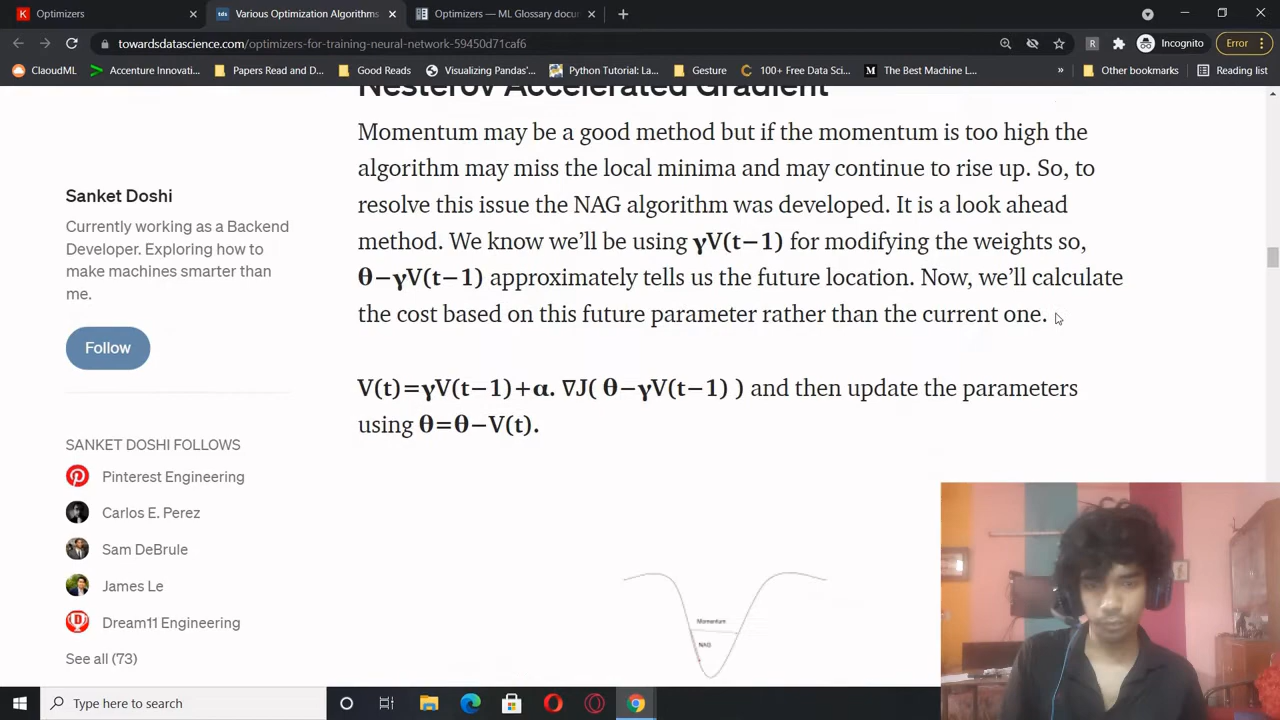 Optimizers
Various Optimization Algorithms
Optimizers — ML Glossary docu
towardsdatascience.com/optimizers-for-training-neural-network-59450d71caf6
Incognito
Error
ClaoudML
Accenture Innovati...
Papers Read and D...
Good Reads
Visualizing Pandas'...
Python Tutorial: La...
Gesture
100+ Free Data Sci...
The Best Machine L...
»
Other bookmarks
Reading list
Nesterov Accelerated Gradient
Momentum may be a good method but if the momentum is too high the
algorithm may miss the local minima and may continue to rise up. So, to
resolve this issue the NAG algorithm was developed. It is a look ahead
method. We know we'll be using γV(t−1) for modifying the weights so,
θ−γV(t−1) approximately tells us the future location. Now, we'll calculate
the cost based on this future parameter rather than the current one.
V(t)=γV(t−1)+α. ∇J( θ−γV(t−1) ) and then update the parameters
using θ=θ−V(t).
Momentum
NAG
Sanket Doshi
Currently working as a Backend
Developer. Exploring how to
make machines smarter than
me.
Follow
SANKET DOSHI FOLLOWS
Pinterest Engineering
Carlos E. Perez
Sam DeBrule
James Le
Dream11 Engineering
See all (73)
Type here to search